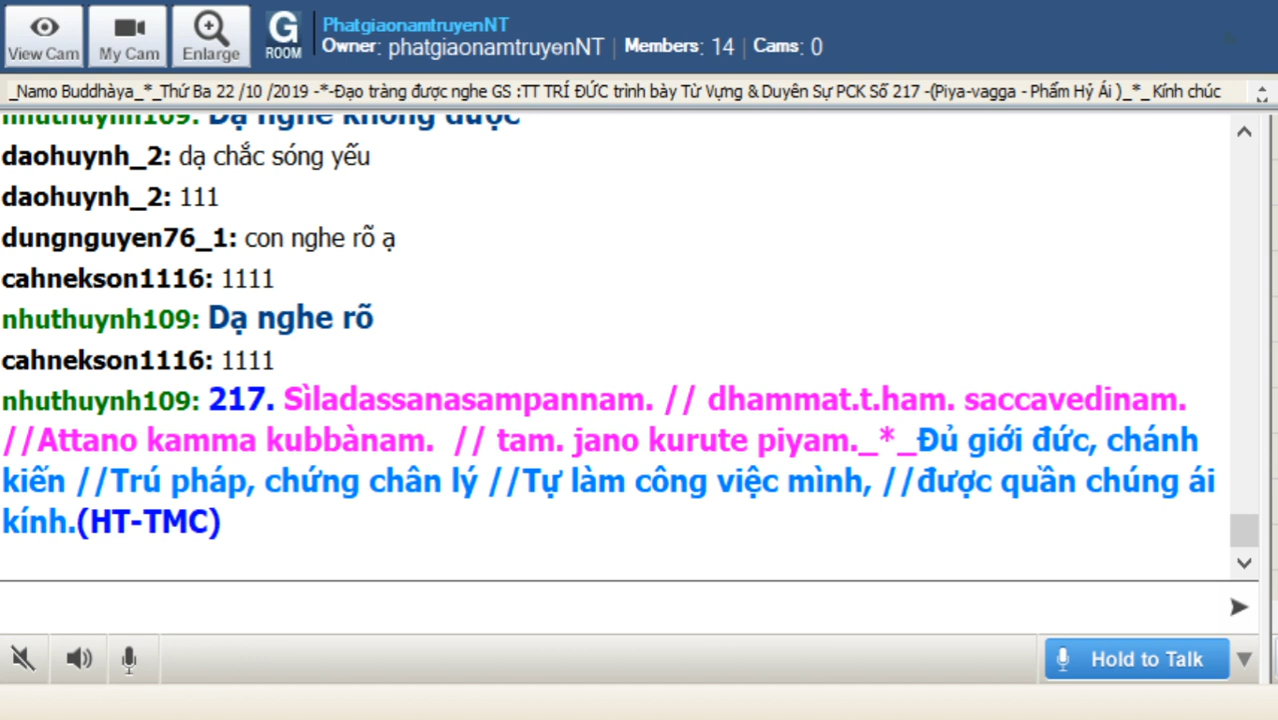 View Cam
My Cam
Enlarge
G ROOM
PhatgiaonamtruyenNT
Owner: phatgiaonamtruyenNT | Members: 14 | Cams: 0
_Namo Buddhàya_*_Thứ Ba 22 /10 /2019 -*-Đạo tràng được nghe GS :TT TRÍ ĐỨC trình bày Từ Vựng & Duyên Sự PCK Số 217 -(Piya-vagga - Phẩm Hỷ Ái )_*_ Kính chúc
nhuthuynh109: Dạ nghe không được
daohuynh_2: dạ chắc sóng yếu
daohuynh_2: 111
dungnguyen76_1: con nghe rõ ạ
cahnekson1116: 1111
nhuthuynh109: Dạ nghe rõ
cahnekson1116: 1111
nhuthuynh109: 217. Sìladassanasampannam. // dhammat.t.ham. saccavedinam.
//Attano kamma kubbànam. // tam. jano kurute piyam._*_Đủ giới đức, chánh
kiến //Trú pháp, chứng chân lý //Tự làm công việc mình, //được quần chúng ái
kính.(HT-TMC)
Hold to Talk